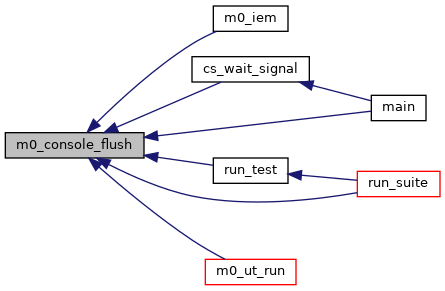 m0_iem
cs_wait_signal
main
m0_console_flush
run_test
run_suite
m0_ut_run